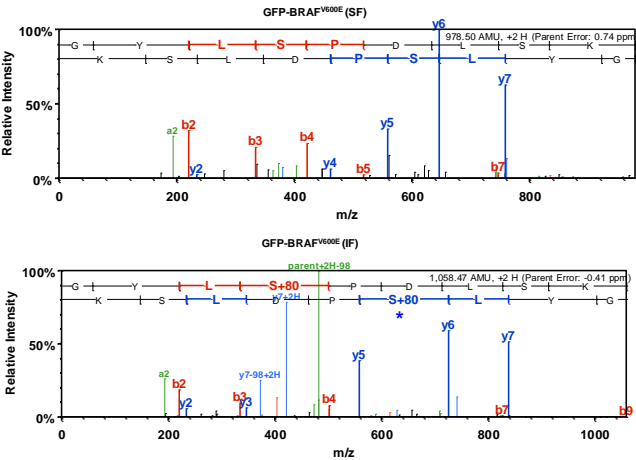 GFP-BRAFV600E (SF)
978.50 AMU, +2 H (Parent Error: 0.74 ppm
G Y L S P D L S K
K S L D P S L Y G
y6
y7
y5
a2
b2
b3
b4
y2
y4
b5
b7
100%
50%
0%
Relative Intensity
0 200 400 600 800
m/z
GFP-BRAFV600E (IF)
parent+2H-98
1,058.47 AMU, +2 H (Parent Error: -0.41 ppm)
G Y L S+80 P D L S K
K S L D P S+80 L Y G
y7+2H
*
y6
y7
y5
y7-98+2H
a2
b2
y2
b3
y3
b4
b7
b9
100%
50%
0%
Relative Intensity
0 200 400 600 800 1000
m/z